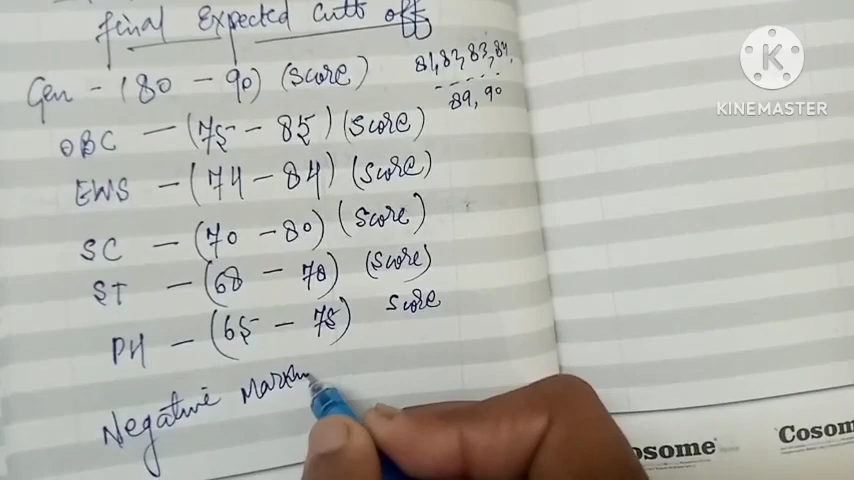 final Expected Cutt off
Gen - (80 - 90) (Score)
81, 82, 83, 84,
- - - - -
89, 90
OBC - (75 - 85) (Score)
EWS - (74 - 84) (Score)
SC - (70 - 80) (Score)
ST - (68 - 78) (Score)
PH - (65 - 75) Score
Negative Markin
K
KINEMASTER
Cosome
Cosom